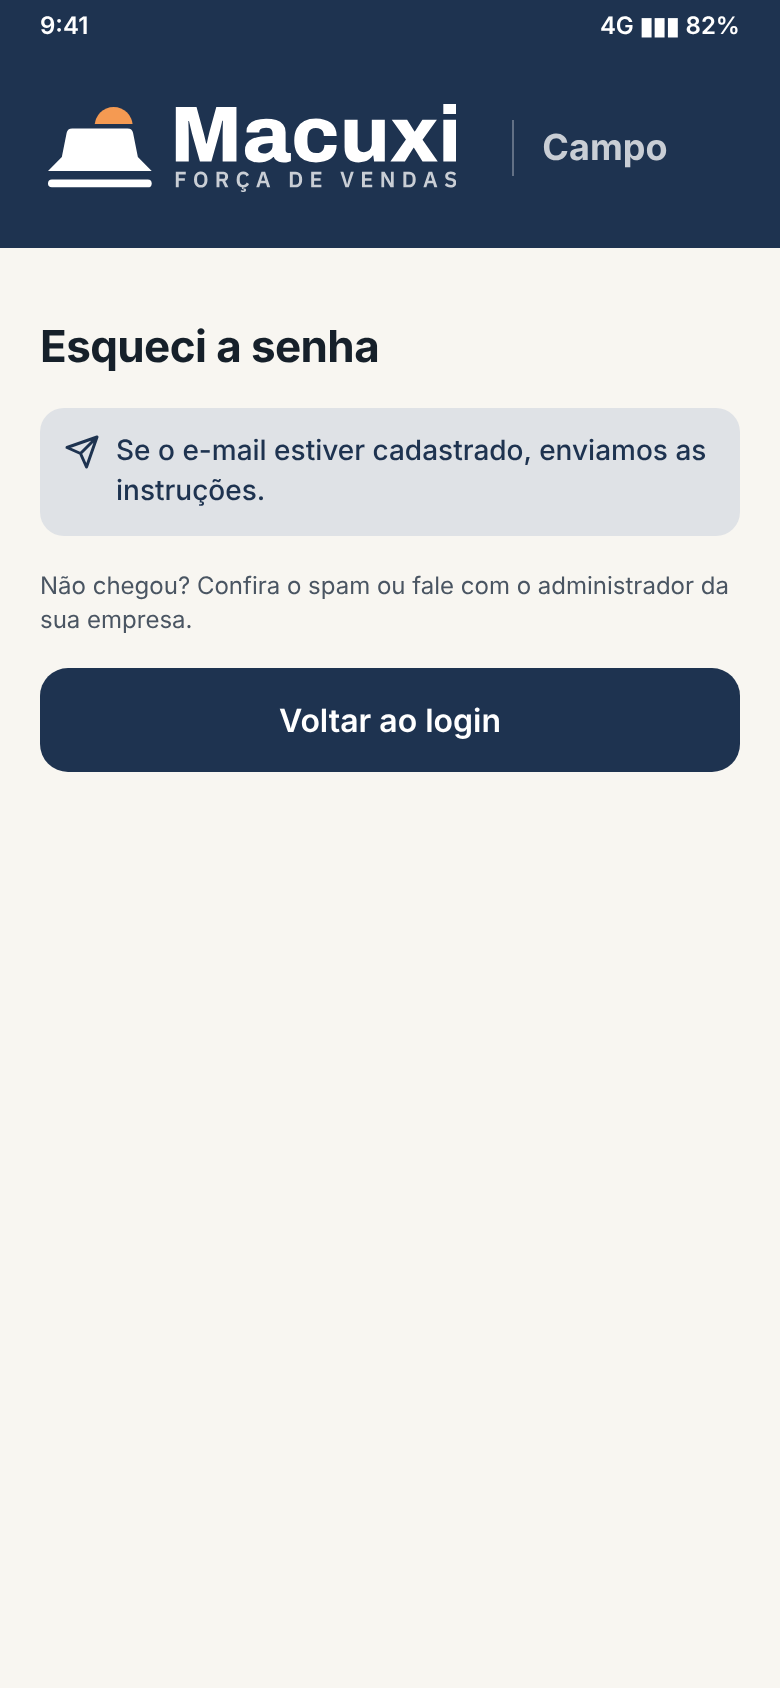 9:41
4G 82%
Macuxi
FORÇA DE VENDAS
Campo
Esqueci a senha
Se o e-mail estiver cadastrado, enviamos as
instruções.
Não chegou? Confira o spam ou fale com o administrador da
sua empresa.
Voltar ao login